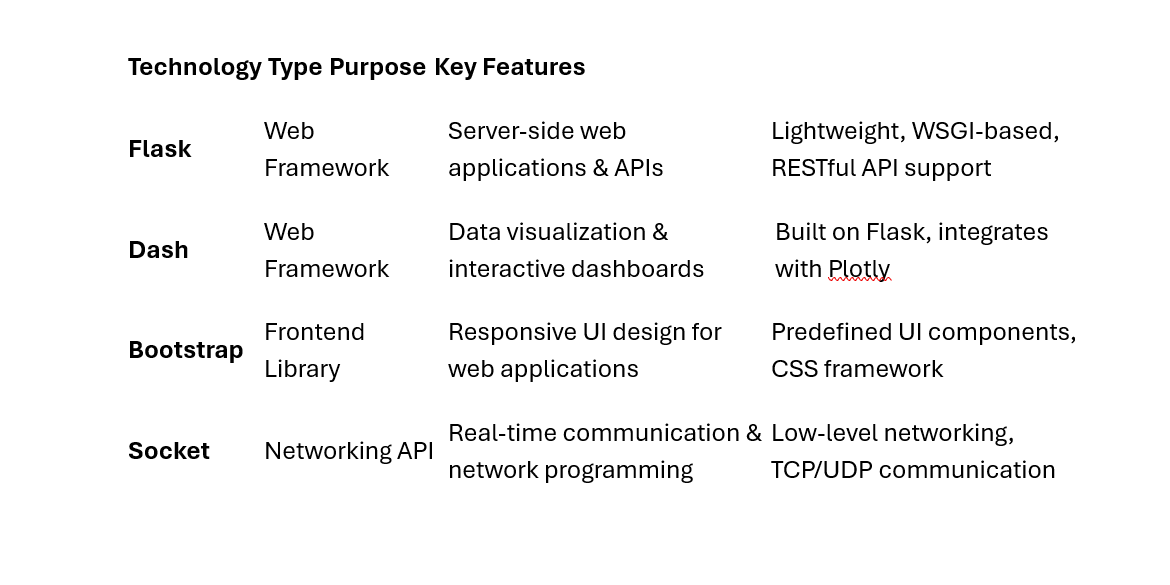 Technology Type Purpose Key Features
Flask
Web
Framework
Server-side web
applications & APIs
Lightweight, WSGI-based,
RESTful API support
Dash
Web
Framework
Data visualization &
interactive dashboards
Built on Flask, integrates
with Plotly
Bootstrap
Frontend
Library
Responsive UI design for
web applications
Predefined UI components,
CSS framework
Socket
Networking API
Real-time communication &
network programming
Low-level networking,
TCP/UDP communication